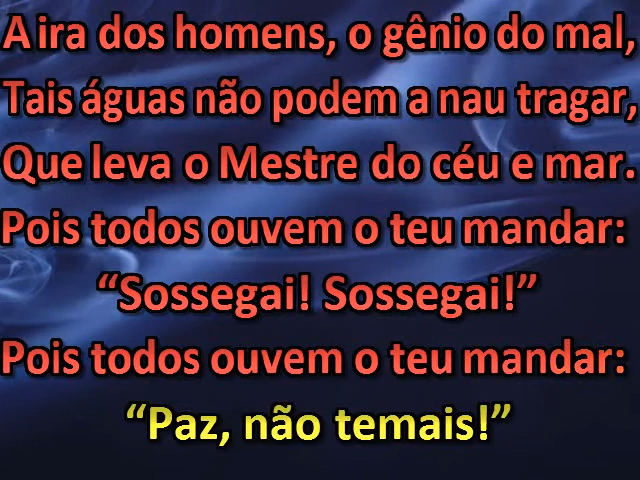 A ira dos homens, o gênio do mal,
Tais águas não podem a nau tragar,
Que leva o Mestre do céu e mar.
Pois todos ouvem o teu mandar:
“Sossegai! Sossegai!”
Pois todos ouvem o teu mandar:
“Paz, não temais!”